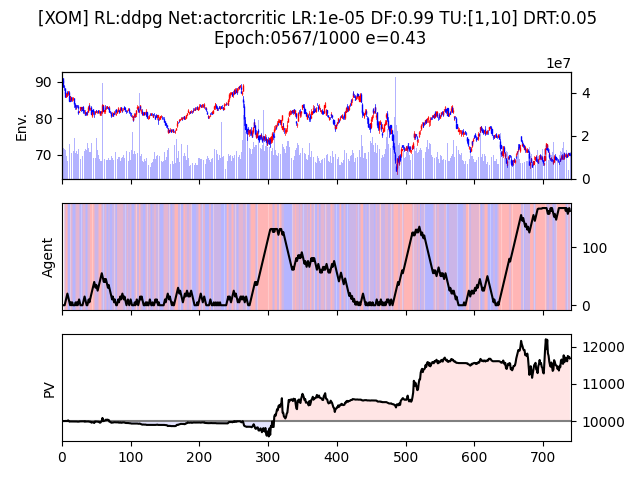 [XOM] RL:ddpg Net:actorcritic LR:1e-05 DF:0.99 TU:[1,10] DRT:0.05
Epoch:0567/1000 e=0.43
1e7
90
80
70
Env.
4
2
0
Agent
100
0
PV
12000
11000
10000
0 100 200 300 400 500 600 700